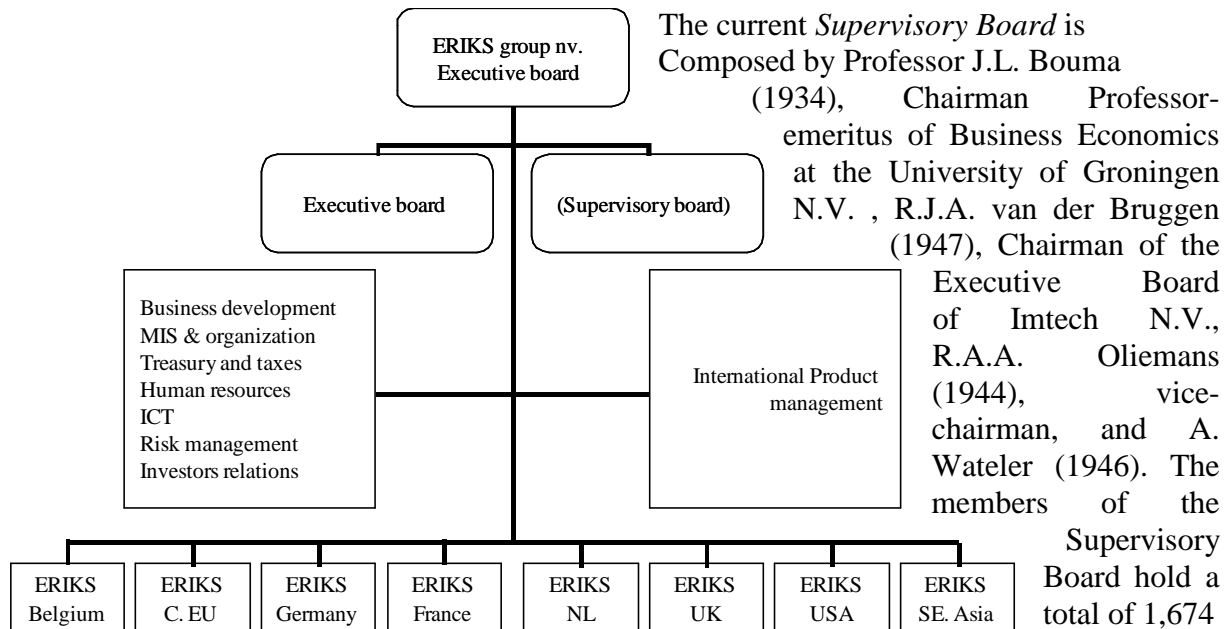 ERIKS group nv.
Executive board
Executive board
(Supervisory board)
Business development
MIS & organization
Treasury and taxes
Human resources
ICT
Risk management
Investors relations
International Product
management
ERIKS
Belgium
ERIKS
C. EU
ERIKS
Germany
ERIKS
France
ERIKS
NL
ERIKS
UK
ERIKS
USA
ERIKS
SE. Asia
The current Supervisory Board is
Composed by Professor J.L. Bouma
(1934), Chairman Professor-
emeritus of Business Economics
at the University of Groningen
N.V. , R.J.A. van der Bruggen
(1947), Chairman of the
Executive Board
of Imtech N.V.,
R.A.A. Oliemans
(1944), vice-
chairman, and A.
Wateler (1946). The
members of the
Supervisory
Board hold a
total of 1,674